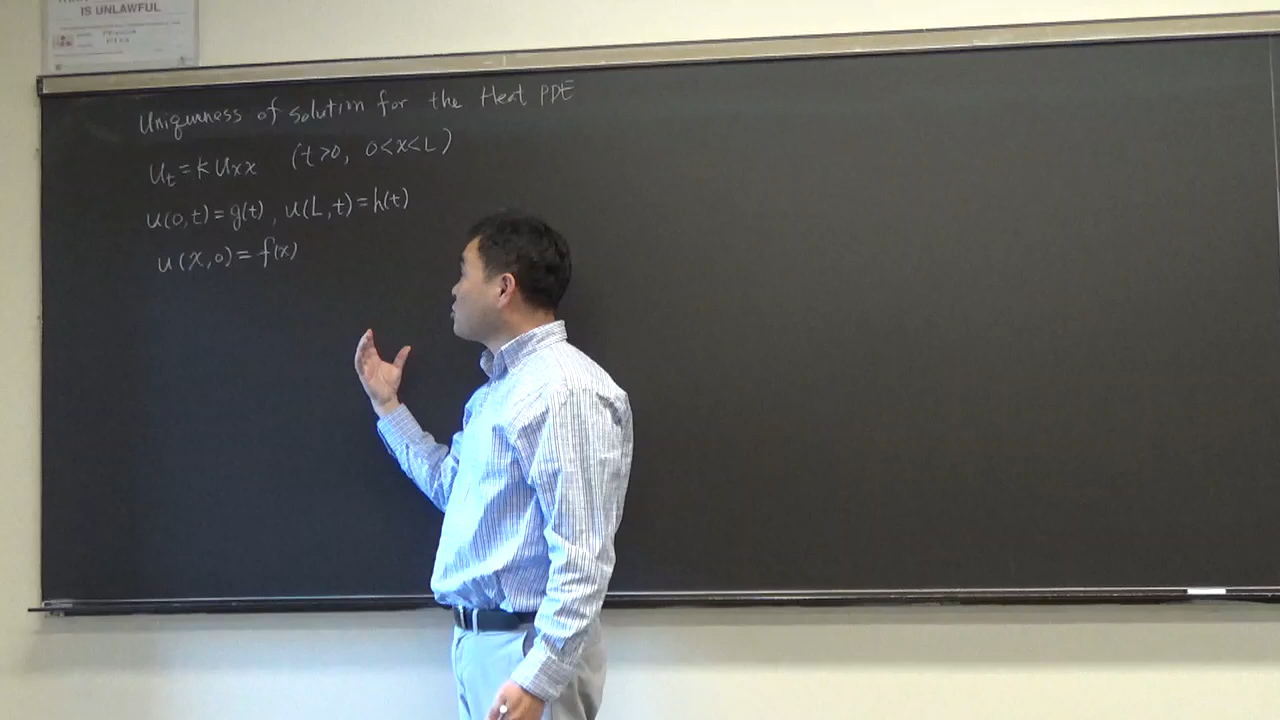 IS UNLAWFUL
Uniqueness of solution for the Heat PDE
u_t = k u_xx (t>0, 0<x<L)
u(0,t) = g(t), u(L,t) = h(t)
u(x,0) = f(x)